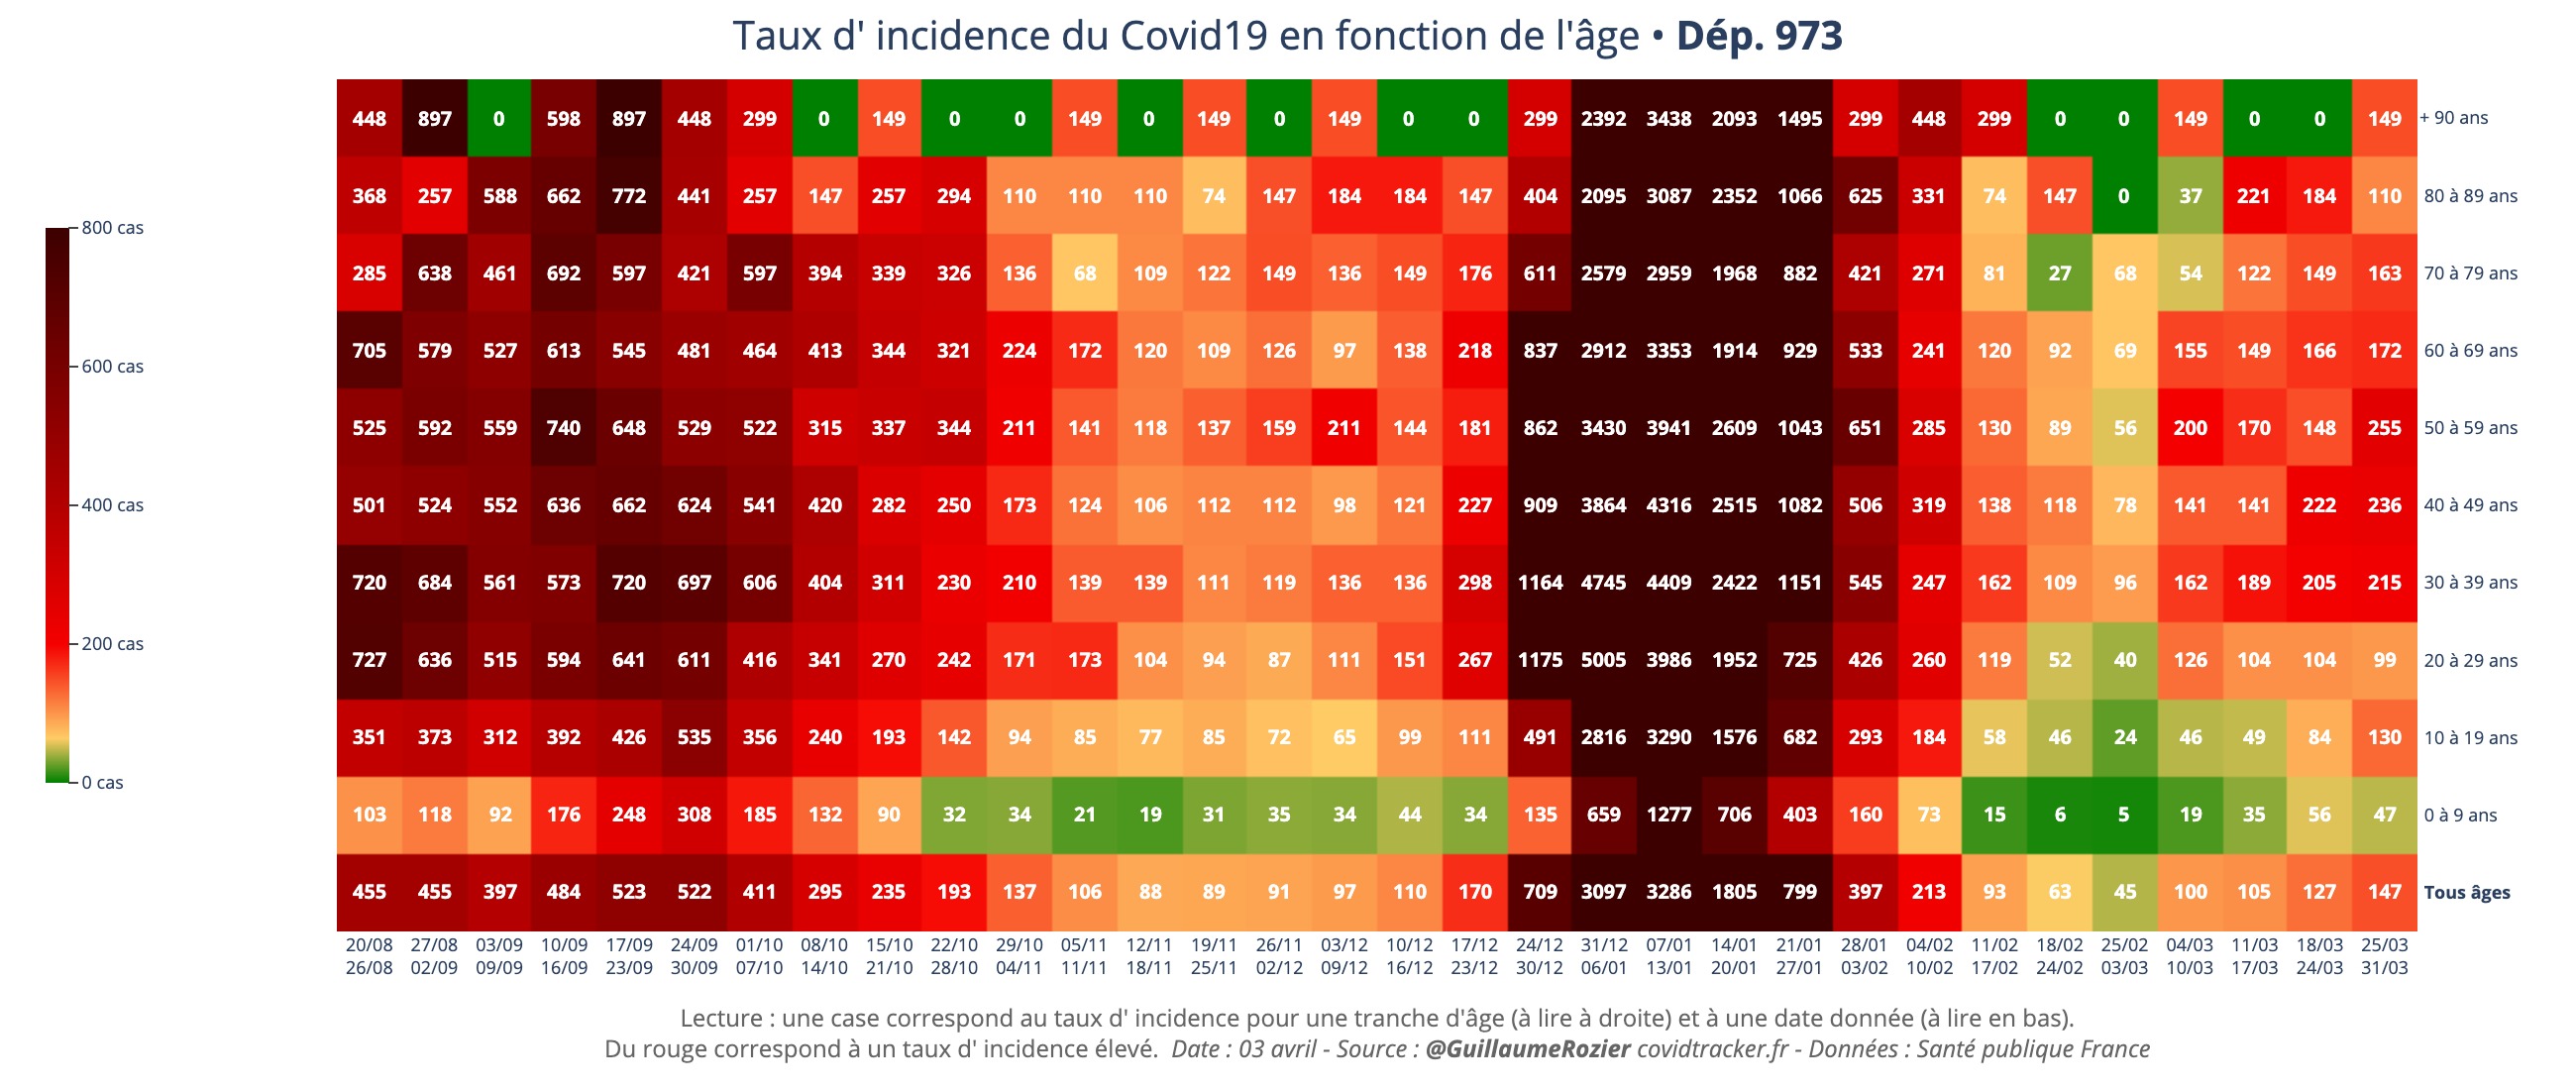 Taux d' incidence du Covid19 en fonction de l'âge • Dép. 973
448 897 0 598 897 448 299 0 149 0 0 149 0 149 0 149 0 0 299 2392 3438 2093 1495 299 448 299 0 0 149 0 0 149 + 90 ans
368 257 588 662 772 441 257 147 257 294 110 110 110 74 147 184 184 147 404 2095 3087 2352 1066 625 331 74 147 0 37 221 184 110 80 à 89 ans
800 cas
285 638 461 692 597 421 597 394 339 326 136 68 109 122 149 136 149 176 611 2579 2959 1968 882 421 271 81 27 68 54 122 149 163 70 à 79 ans
705 579 527 613 545 481 464 413 344 321 224 172 120 109 126 97 138 218 837 2912 3353 1914 929 533 241 120 92 69 155 149 166 172 60 à 69 ans
600 cas
525 592 559 740 648 529 522 315 337 344 211 141 118 137 159 211 144 181 862 3430 3941 2609 1043 651 285 130 89 56 200 170 148 255 50 à 59 ans
400 cas
501 524 552 636 662 624 541 420 282 250 173 124 106 112 112 98 121 227 909 3864 4316 2515 1082 506 319 138 118 78 141 141 222 236 40 à 49 ans
720 684 561 573 720 697 606 404 311 230 210 139 139 111 119 136 136 298 1164 4745 4409 2422 1151 545 247 162 109 96 162 189 205 215 30 à 39 ans
200 cas
727 636 515 594 641 611 416 341 270 242 171 173 104 94 87 111 151 267 1175 5005 3986 1952 725 426 260 119 52 40 126 104 104 99 20 à 29 ans
351 373 312 392 426 535 356 240 193 142 94 85 77 85 72 65 99 111 491 2816 3290 1576 682 293 184 58 46 24 46 49 84 130 10 à 19 ans
0 cas
103 118 92 176 248 308 185 132 90 32 34 21 19 31 35 34 44 34 135 659 1277 706 403 160 73 15 6 5 19 35 56 47 0 à 9 ans
455 455 397 484 523 522 411 295 235 193 137 106 88 89 91 97 110 170 709 3097 3286 1805 799 397 213 93 63 45 100 105 127 147 Tous âges
20/08 27/08 03/09 10/09 17/09 24/09 01/10 08/10 15/10 22/10 29/10 05/11 12/11 19/11 26/11 03/12 10/12 17/12 24/12 31/12 07/01 14/01 21/01 28/01 04/02 11/02 18/02 25/02 04/03 11/03 18/03 25/03
26/08 02/09 09/09 16/09 23/09 30/09 07/10 14/10 21/10 28/10 04/11 11/11 18/11 25/11 02/12 09/12 16/12 23/12 30/12 06/01 13/01 20/01 27/01 03/02 10/02 17/02 24/02 03/03 10/03 17/03 24/03 31/03
Lecture : une case correspond au taux d' incidence pour une tranche d'âge (à lire à droite) et à une date donnée (à lire en bas).
Du rouge correspond à un taux d' incidence élevé. Date : 03 avril - Source : @GuillaumeRozier covidtracker.fr - Données : Santé publique France